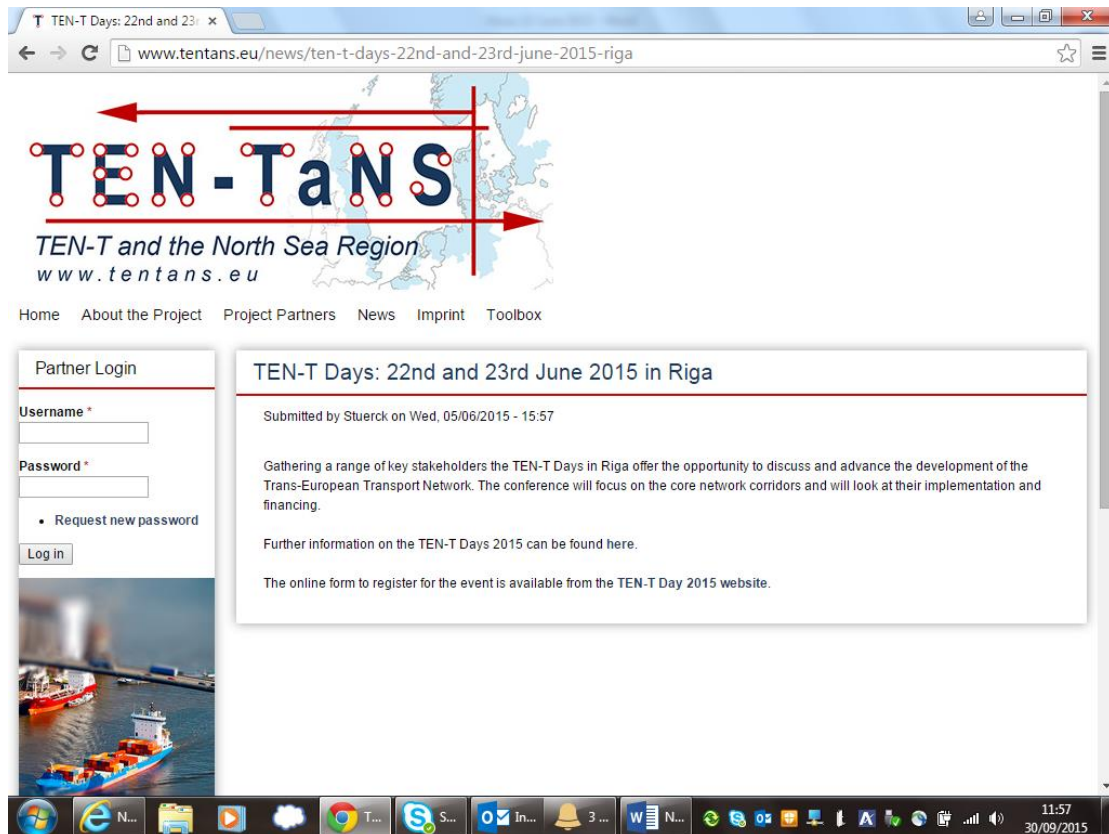 T TEN-T Days: 22nd and 23r ×
www.tentans.eu/news/ten-t-days-22nd-and-23rd-june-2015-riga
TEN-TaNS
TEN-T and the North Sea Region
www.tentans.eu
Home About the Project Project Partners News Imprint Toolbox
Partner Login
Username *
Password *
• Request new password
Log in
TEN-T Days: 22nd and 23rd June 2015 in Riga
Submitted by Stuerck on Wed, 05/06/2015 - 15:57
Gathering a range of key stakeholders the TEN-T Days in Riga offer the opportunity to discuss and advance the development of the
Trans-European Transport Network. The conference will focus on the core network corridors and will look at their implementation and
financing.
Further information on the TEN-T Days 2015 can be found here.
The online form to register for the event is available from the TEN-T Day 2015 website.
N... T... S... In... 3 ... N...
11:57
30/09/2015